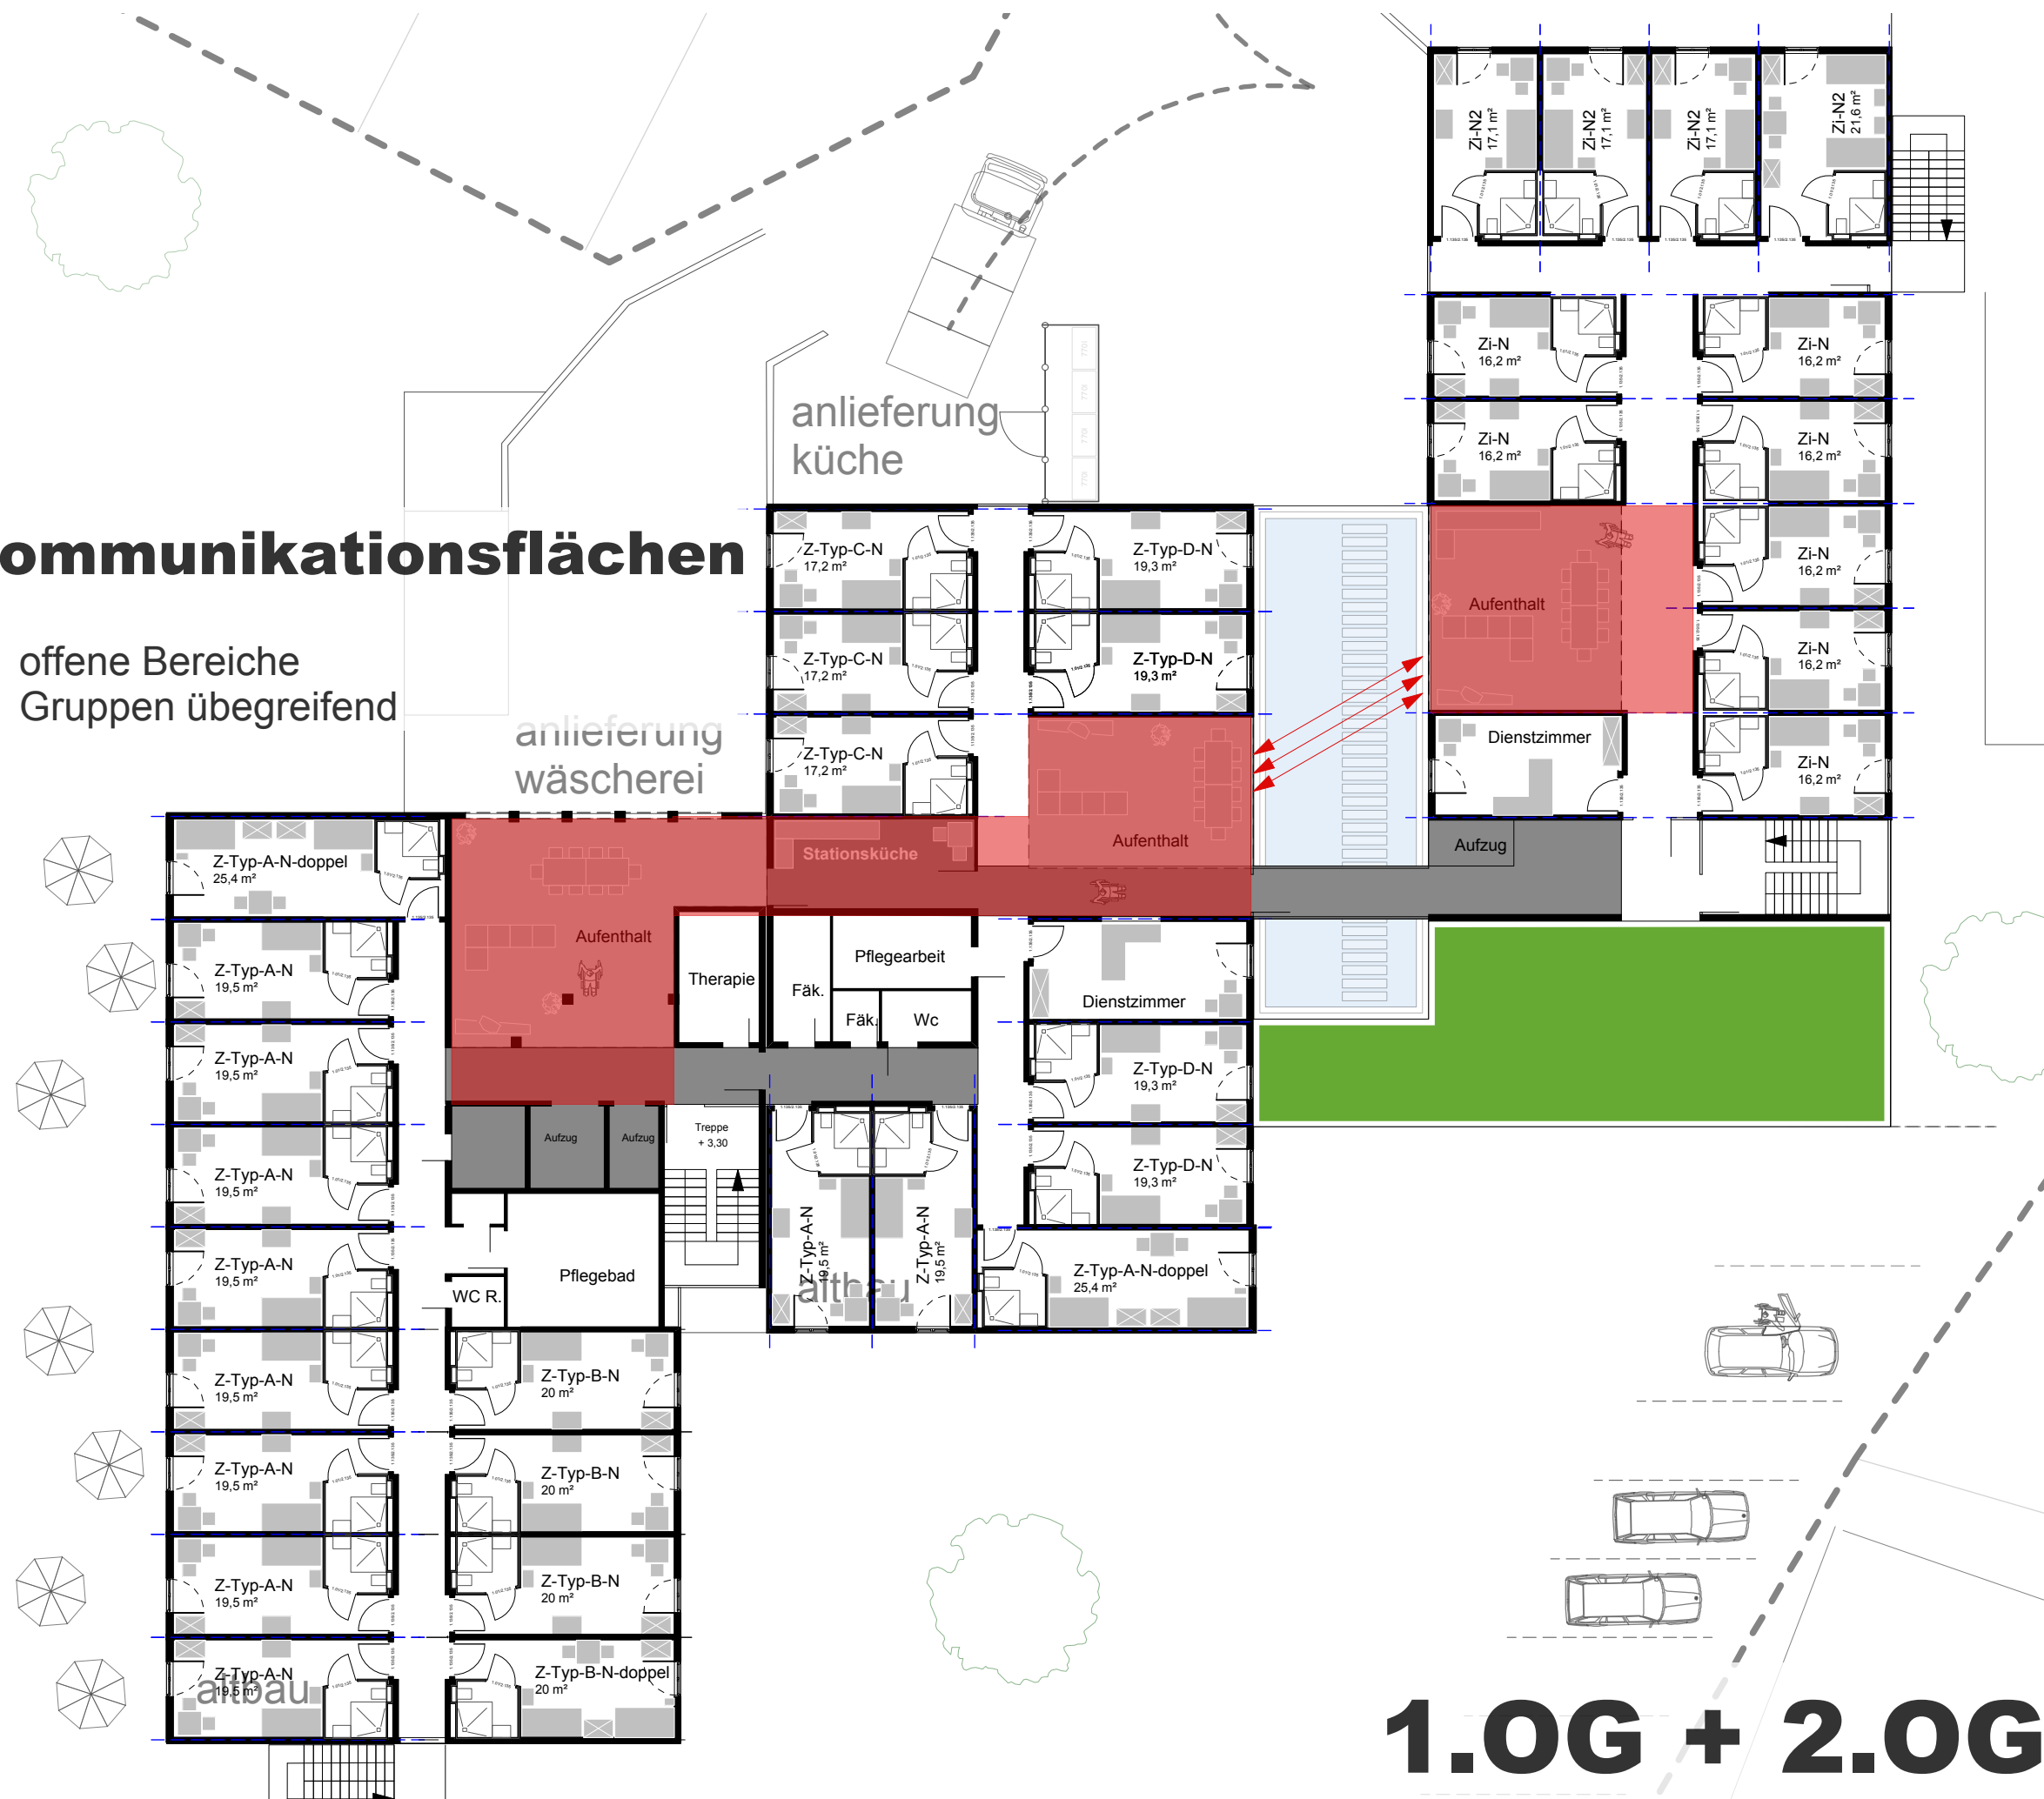 Zi-N2
17,1 m²
Zi-N2
17,1 m²
Zi-N2
17,1 m²
Zi-N2
21,6 m²
Zi-N
16,2 m²
Zi-N
16,2 m²
Zi-N
16,2 m²
Zi-N
16,2 m²
anlieferung
küche
770l
770l
770l
770l
ommunikationsflächen
offene Bereiche
Gruppen übegreifend
anlieferung
wäscherei
Z-Typ-C-N
17,2 m²
Z-Typ-D-N
19,3 m²
Z-Typ-C-N
17,2 m²
Z-Typ-D-N
19,3 m²
Z-Typ-C-N
17,2 m²
Aufenthalt
Zi-N
16,2 m²
Zi-N
16,2 m²
Dienstzimmer
Zi-N
16,2 m²
Stationsküche
Aufenthalt
Aufzug
Z-Typ-A-N-doppel
25,4 m²
Aufenthalt
Therapie
Pflegearbeit
Fäk.
Fäk.
Wc
Dienstzimmer
Z-Typ-A-N
19,5 m²
Z-Typ-A-N
19,5 m²
Z-Typ-D-N
19,3 m²
Aufzug
Aufzug
Treppe
+ 3,30
Z-Typ-A-N
19,5 m²
Z-Typ-D-N
19,3 m²
Z-Typ-A-N
19,5 m²
Z-Typ-A-N
19,5 m²
altbau
Z-Typ-A-N-doppel
25,4 m²
Z-Typ-A-N
19,5 m²
Pflegebad
WC R.
Z-Typ-A-N
19,5 m²
Z-Typ-B-N
20 m²
Z-Typ-A-N
19,5 m²
Z-Typ-B-N
20 m²
Z-Typ-A-N
19,5 m²
Z-Typ-B-N
20 m²
Z-Typ-A-N
19,5 m²
altbau
Z-Typ-B-N-doppel
20 m²
1.OG + 2.OG